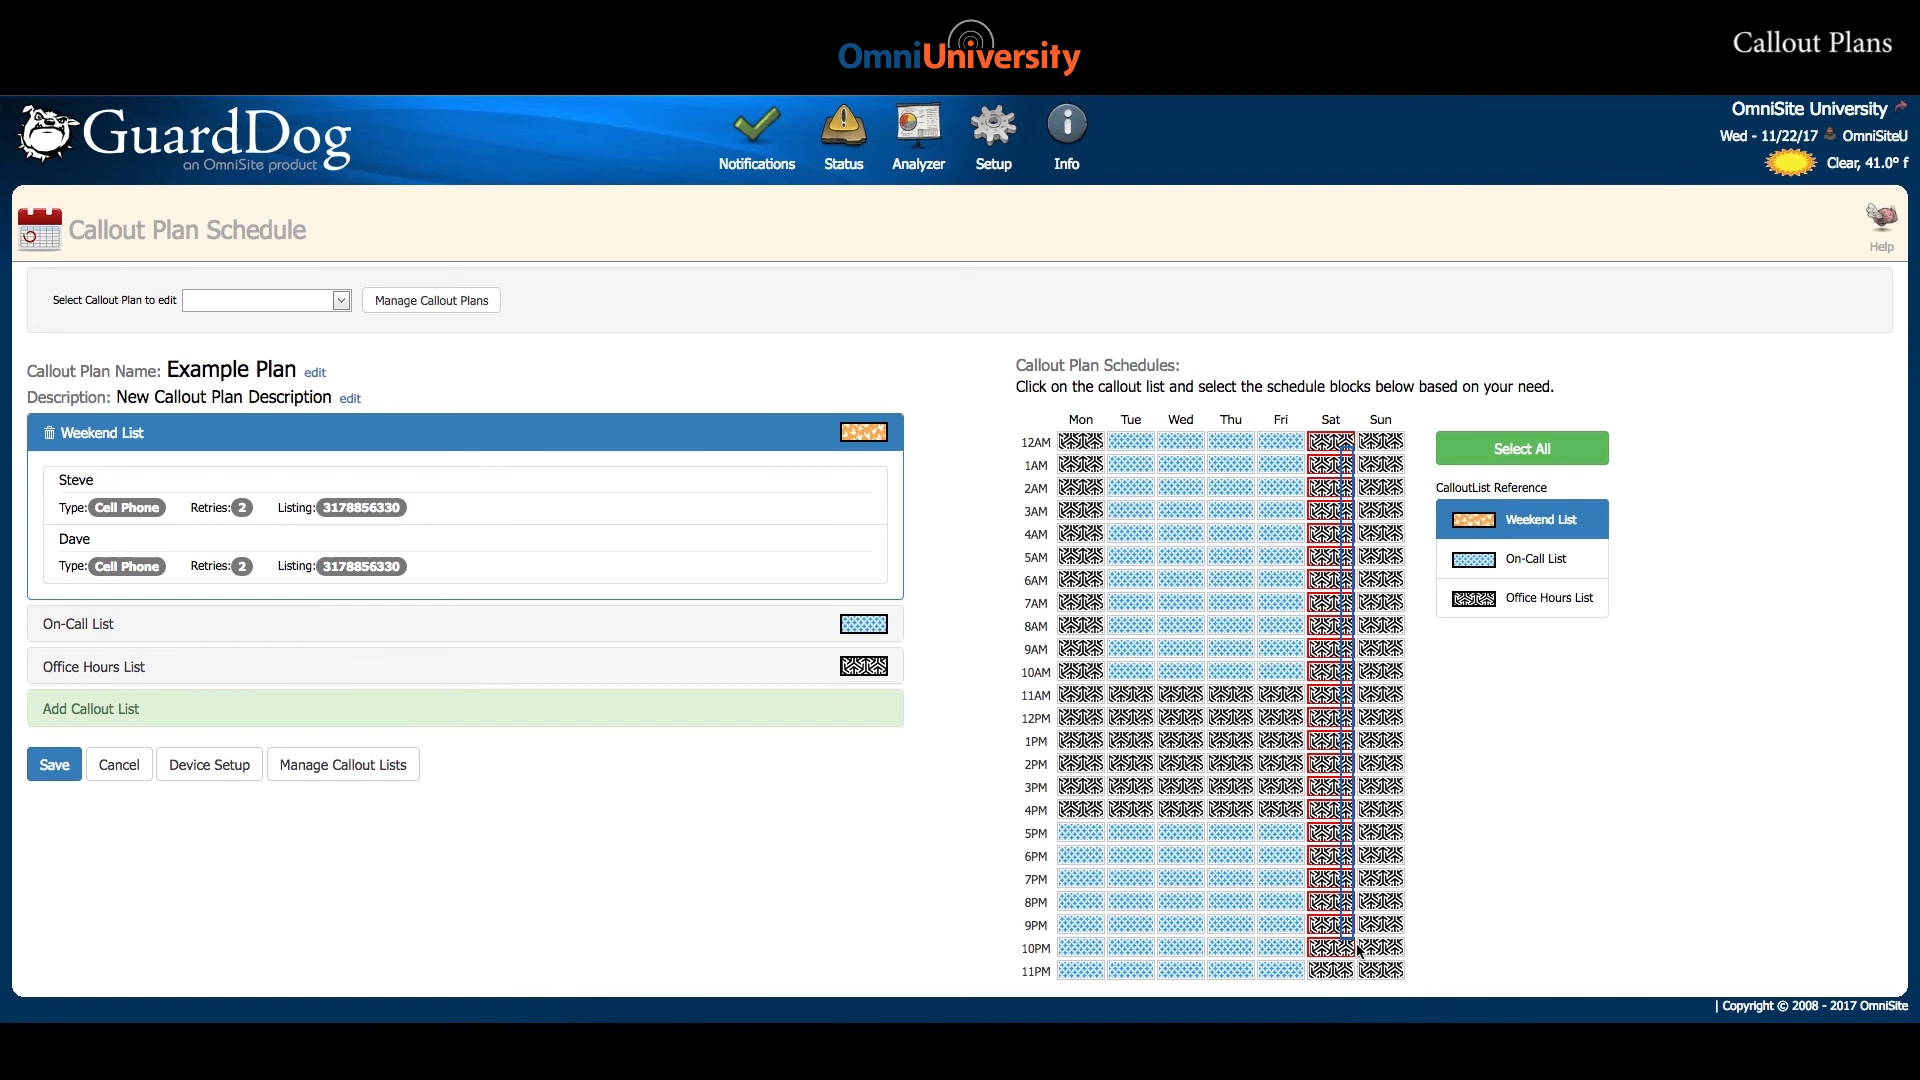 OmniUniversity
Callout Plans
GuardDog
an OmniSite product
Notifications
Status
Analyzer
Setup
Info
OmniSite University
Wed - 11/22/17 OmniSiteU
Clear, 41.0° f
Callout Plan Schedule
Help
Select Callout Plan to edit
Manage Callout Plans
Callout Plan Name: Example Plan edit
Description: New Callout Plan Description edit
Weekend List
Steve
Type: Cell Phone Retries: 2 Listing: 3178856330
Dave
Type: Cell Phone Retries: 2 Listing: 3178856330
On-Call List
Office Hours List
Add Callout List
Save
Cancel
Device Setup
Manage Callout Lists
Callout Plan Schedules:
Click on the callout list and select the schedule blocks below based on your need.
Mon Tue Wed Thu Fri Sat Sun
12AM
1AM
2AM
3AM
4AM
5AM
6AM
7AM
8AM
9AM
10AM
11AM
12PM
1PM
2PM
3PM
4PM
5PM
6PM
7PM
8PM
9PM
10PM
11PM
Select All
CalloutList Reference
Weekend List
On-Call List
Office Hours List
| Copyright © 2008 - 2017 OmniSite